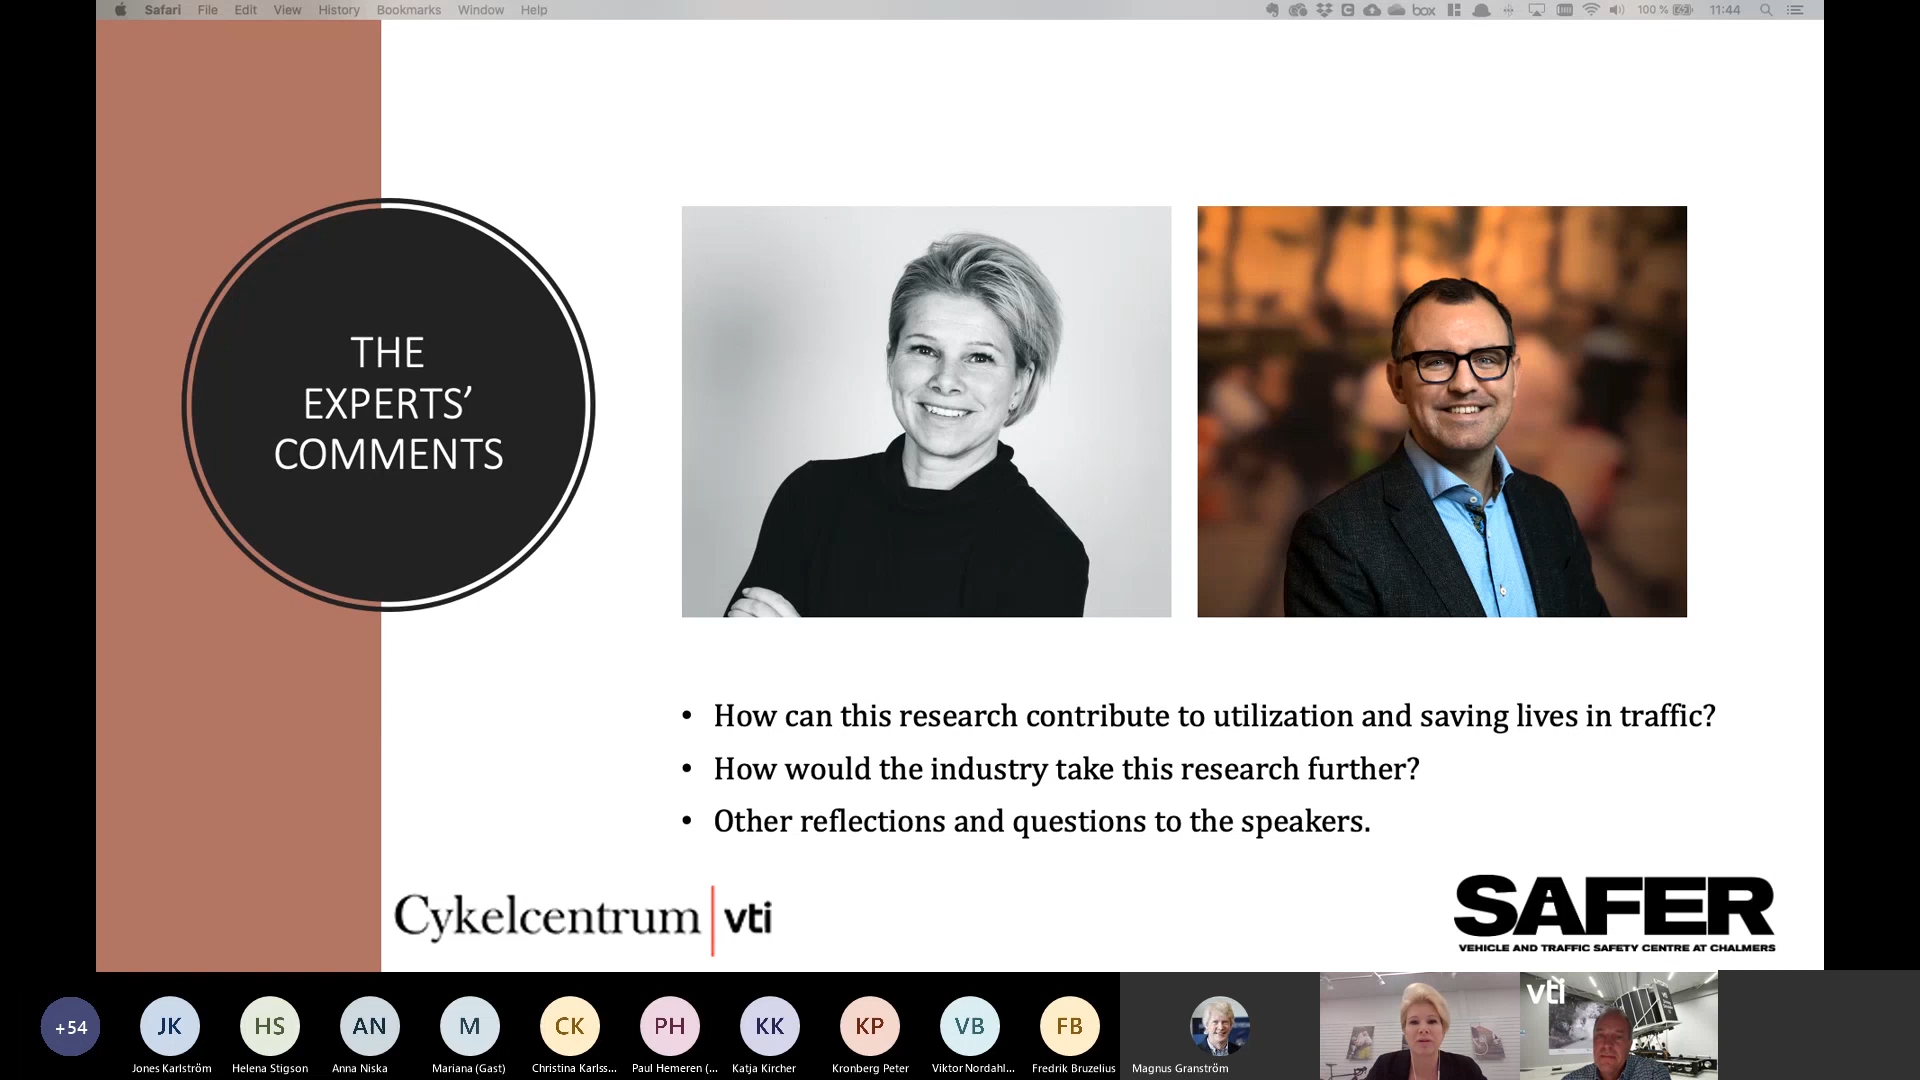 Safari File Edit View History Bookmarks Window Help
box 100 % 11:44
THE
EXPERTS’
COMMENTS
• How can this research contribute to utilization and saving lives in traffic?
• How would the industry take this research further?
• Other reflections and questions to the speakers.
Cykelcentrum vti
SAFER
VEHICLE AND TRAFFIC SAFETY CENTRE AT CHALMERS
vti
+54 JK HS AN M CK PH KK KP VB FB
Jones Karlström Helena Stigson Anna Niska Mariana (Gast) Christina Karlss... Paul Hemeren (... Katja Kircher Kronberg Peter Viktor Nordahl... Fredrik Bruzelius Magnus Granström